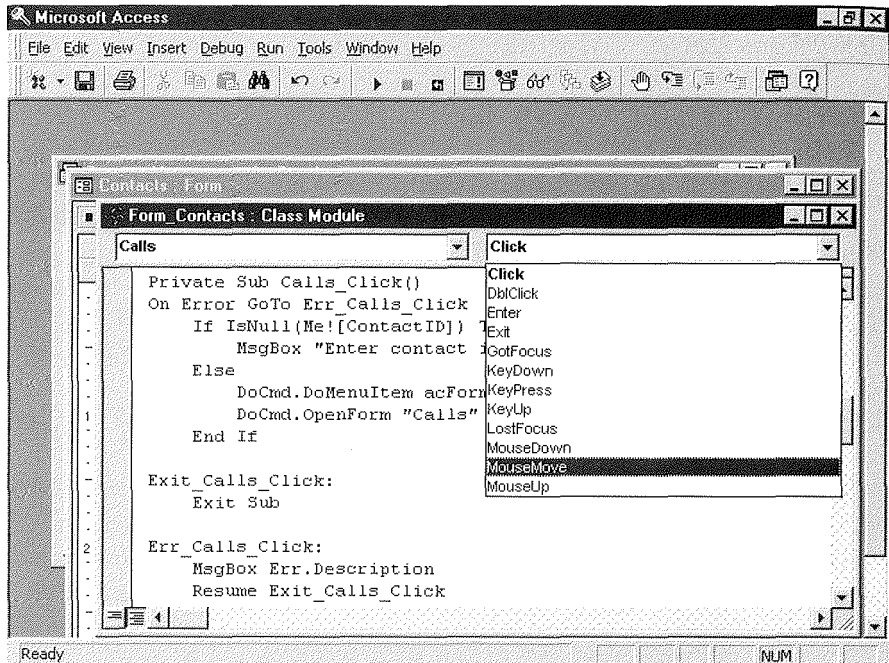 Microsoft Access
File Edit View Insert Debug Run Tools Window Help
Contacts : Form
Form_Contacts : Class Module
Calls
Click
Private Sub Calls_Click()
On Error GoTo Err_Calls_Click
If IsNull(Me![ContactID]) T
MsgBox "Enter contact i
Else
DoCmd.DoMenuItem acForm
DoCmd.OpenForm "Calls"
End If
Exit_Calls_Click:
Exit Sub
Err_Calls_Click:
MsgBox Err.Description
Resume Exit_Calls_Click
Click
DblClick
Enter
Exit
GotFocus
KeyDown
KeyPress
KeyUp
LostFocus
MouseDown
MouseMove
MouseUp
1
2
Ready
NUM